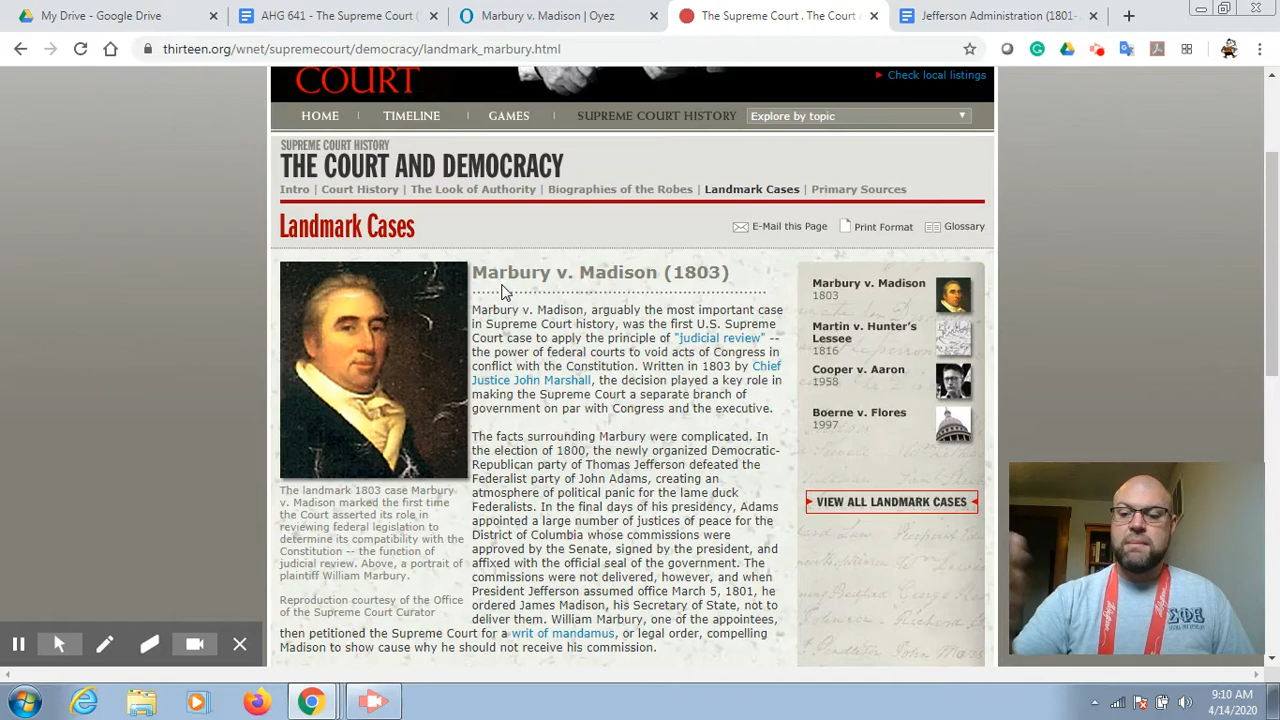 My Drive - Google Drive
AHG 641 - The Supreme Court (
Marbury v. Madison | Oyez
The Supreme Court . The Court a
Jefferson Administration (1801-
thirteen.org/wnet/supremecourt/democracy/landmark_marbury.html
COURT
Check local listings
HOME | TIMELINE | GAMES | SUPREME COURT HISTORY
Explore by topic
SUPREME COURT HISTORY
THE COURT AND DEMOCRACY
Intro | Court History | The Look of Authority | Biographies of the Robes | Landmark Cases | Primary Sources
Landmark Cases
E-Mail this Page
Print Format
Glossary
Marbury v. Madison (1803)
Marbury v. Madison, arguably the most important case
in Supreme Court history, was the first U.S. Supreme
Court case to apply the principle of "judicial review" --
the power of federal courts to void acts of Congress in
conflict with the Constitution. Written in 1803 by Chief
Justice John Marshall, the decision played a key role in
making the Supreme Court a separate branch of
government on par with Congress and the executive.
The facts surrounding Marbury were complicated. In
the election of 1800, the newly organized Democratic-
Republican party of Thomas Jefferson defeated the
Federalist party of John Adams, creating an
atmosphere of political panic for the lame duck
Federalists. In the final days of his presidency, Adams
appointed a large number of justices of peace for the
District of Columbia whose commissions were
approved by the Senate, signed by the president, and
affixed with the official seal of the government. The
commissions were not delivered, however, and when
President Jefferson assumed office March 5, 1801, he
ordered James Madison, his Secretary of State, not to
deliver them. William Marbury, one of the appointees,
then petitioned the Supreme Court for a writ of mandamus, or legal order, compelling
Madison to show cause why he should not receive his commission.
The landmark 1803 case Marbury
v. Madison marked the first time
the Court asserted its role in
reviewing federal legislation to
determine its compatibility with the
Constitution -- the function of
judicial review. Above, a portrait of
plaintiff William Marbury.
Reproduction courtesy of the Office
of the Supreme Court Curator
Marbury v. Madison
1803
Martin v. Hunter's
Lessee
1816
Cooper v. Aaron
1958
Boerne v. Flores
1997
VIEW ALL LANDMARK CASES
9:10 AM
4/14/2020